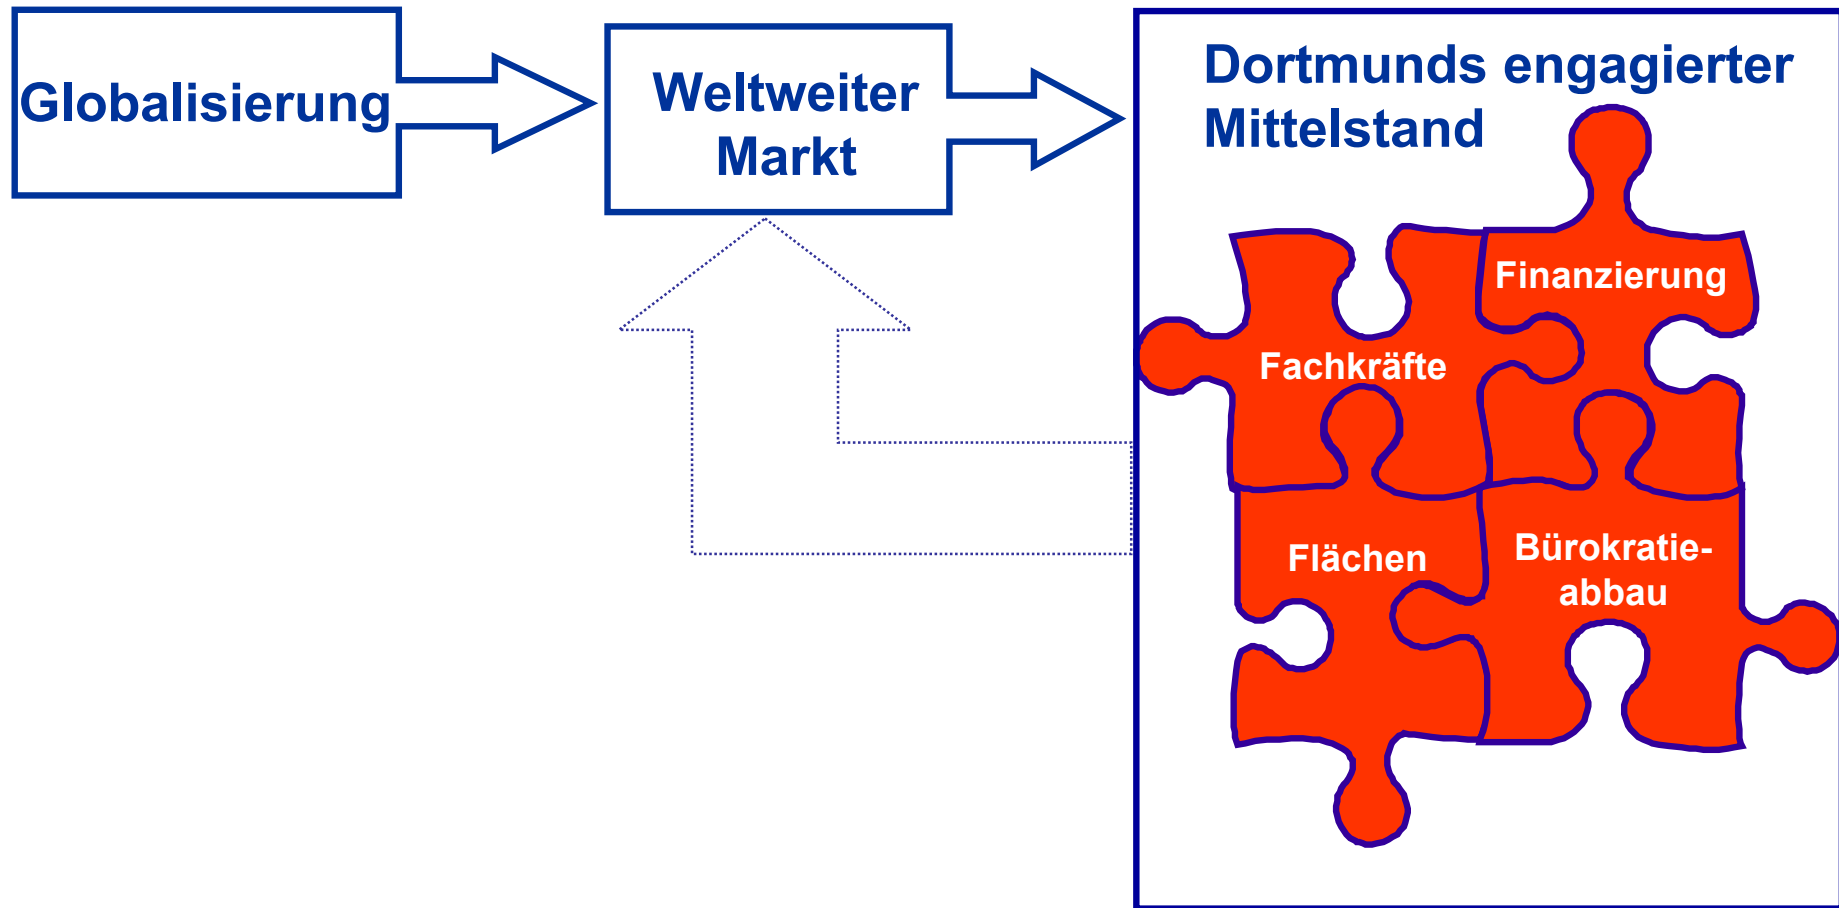 Globalisierung
Weltweiter
Markt
Dortmunds engagierter
Mittelstand
Finanzierung
Fachkräfte
Flächen
Bürokratie-
abbau